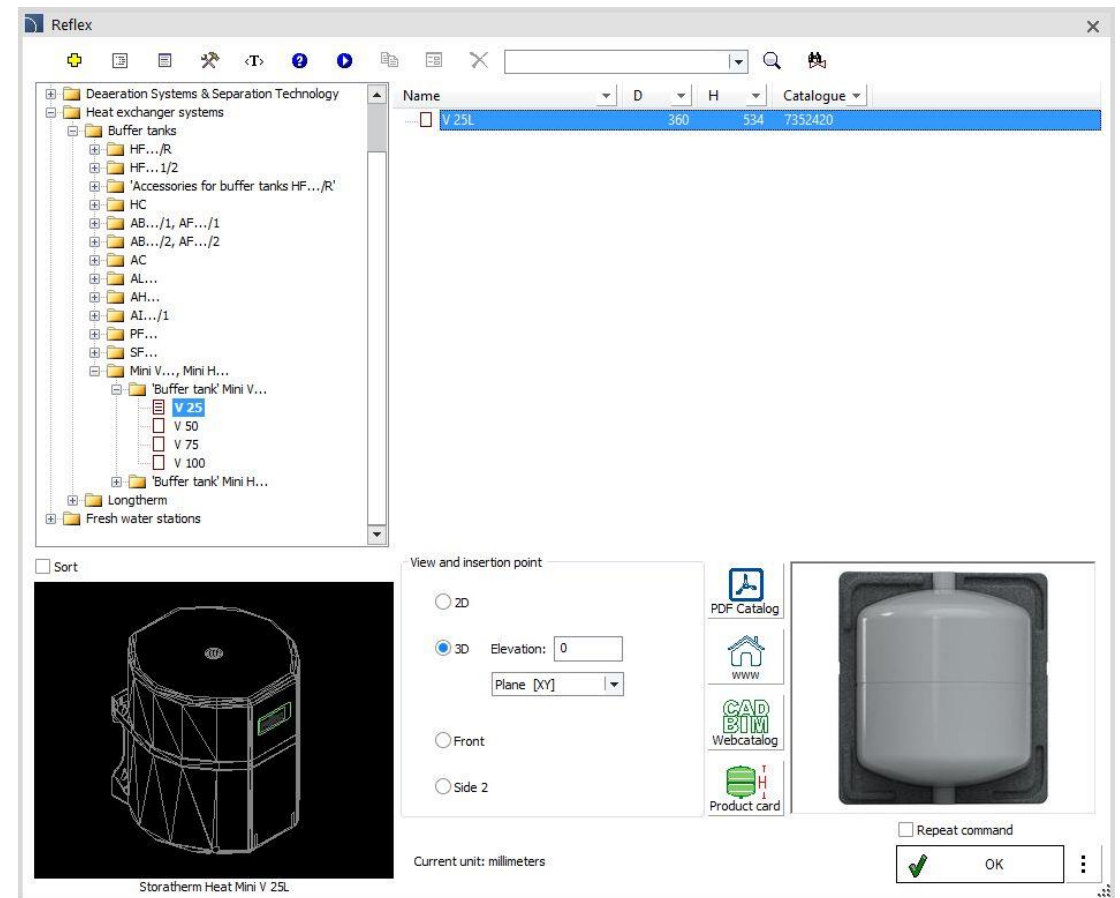 Reflex
<T>
Deaeration Systems & Separation Technology
Heat exchanger systems
Buffer tanks
HF.../R
HF...1/2
'Accessories for buffer tanks HF.../R'
HC
AB.../1, AF.../1
AB.../2, AF.../2
AC
AL...
AH...
AI.../1
PF...
SF...
Mini V..., Mini H...
'Buffer tank' Mini V...
V 25
V 50
V 75
V 100
'Buffer tank' Mini H...
Longtherm
Fresh water stations
Name D H Catalogue
V 25L 360 534 7352420
Sort
Storatherm Heat Mini V 25L
View and insertion point
2D
3D Elevation: 0
Plane [XY]
Front
Side 2
Current unit: millimeters
PDF Catalog
www
CAD
BIM
Webcatalog
H
Product card
Repeat command
OK